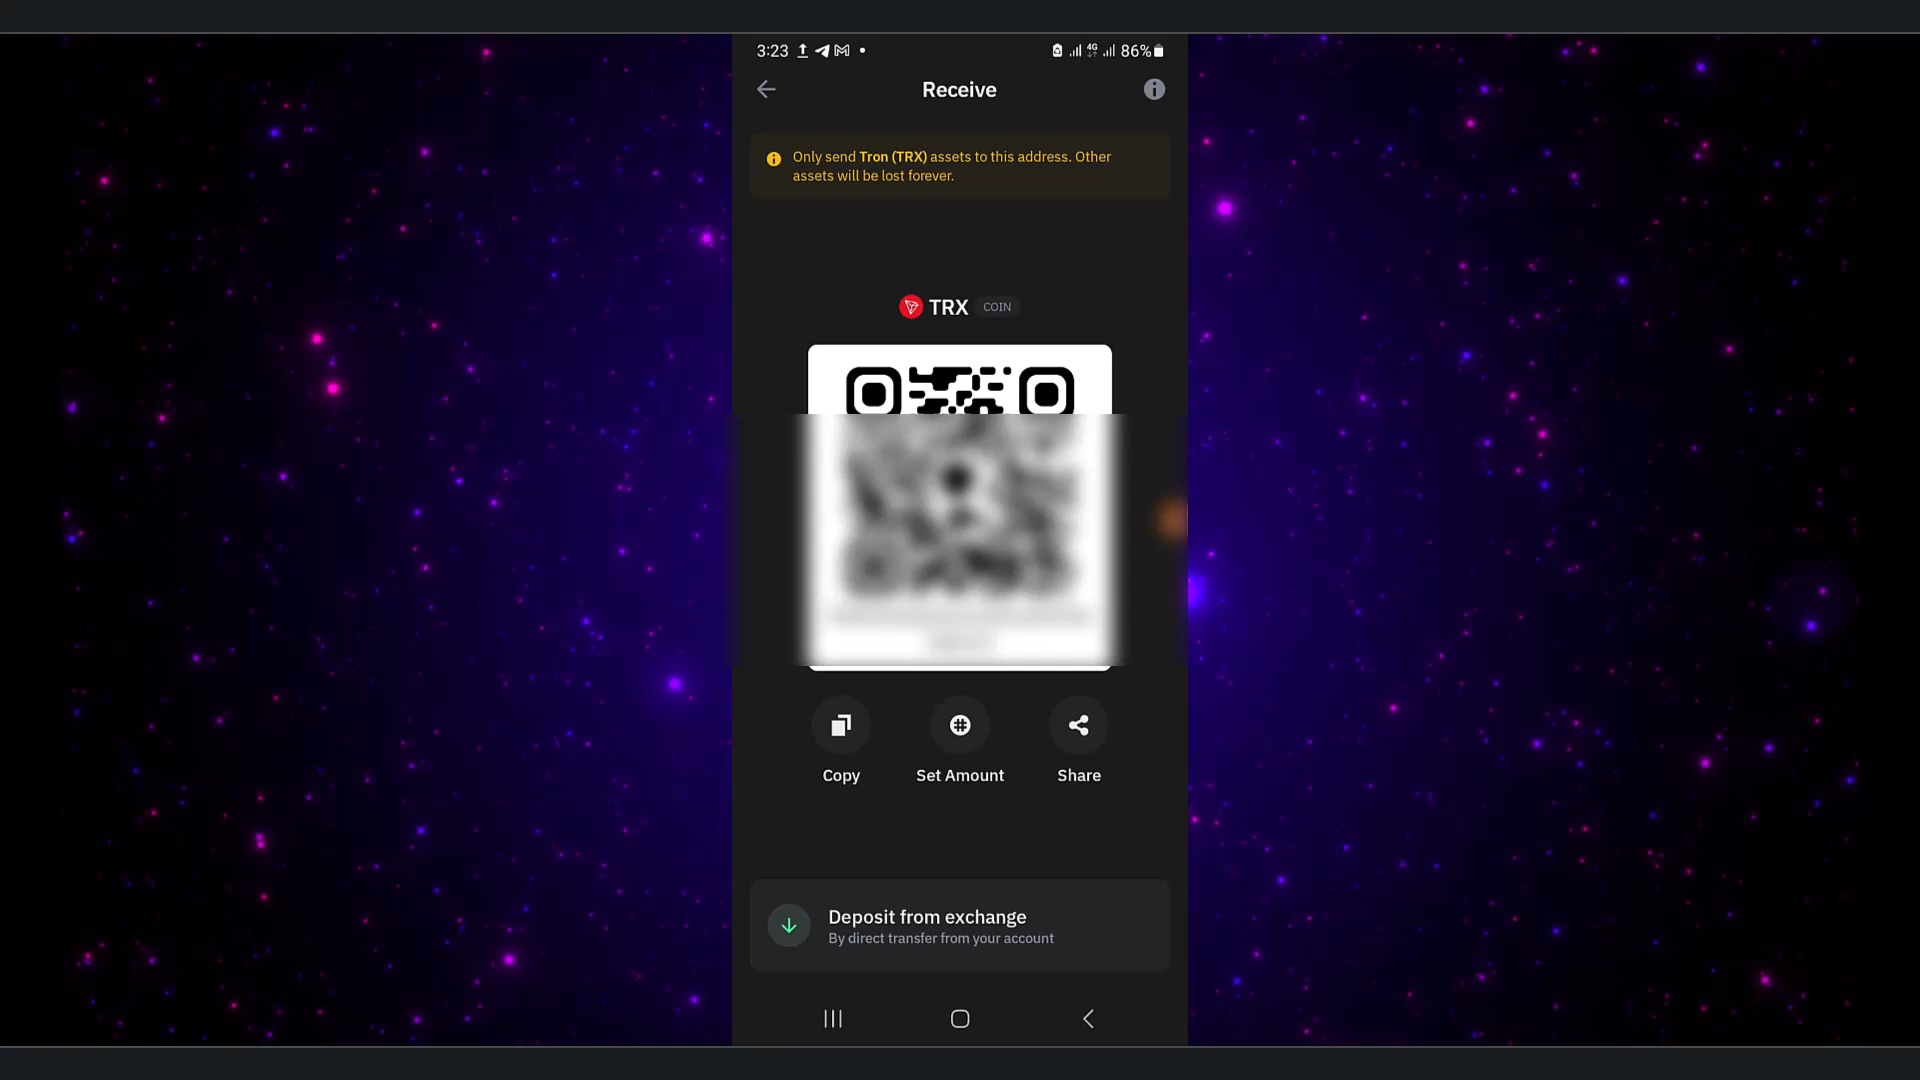 3:23
4G
86%
Receive
Only send Tron (TRX) assets to this address. Other
assets will be lost forever.
TRX COIN
Copy
Set Amount
Share
Deposit from exchange
By direct transfer from your account